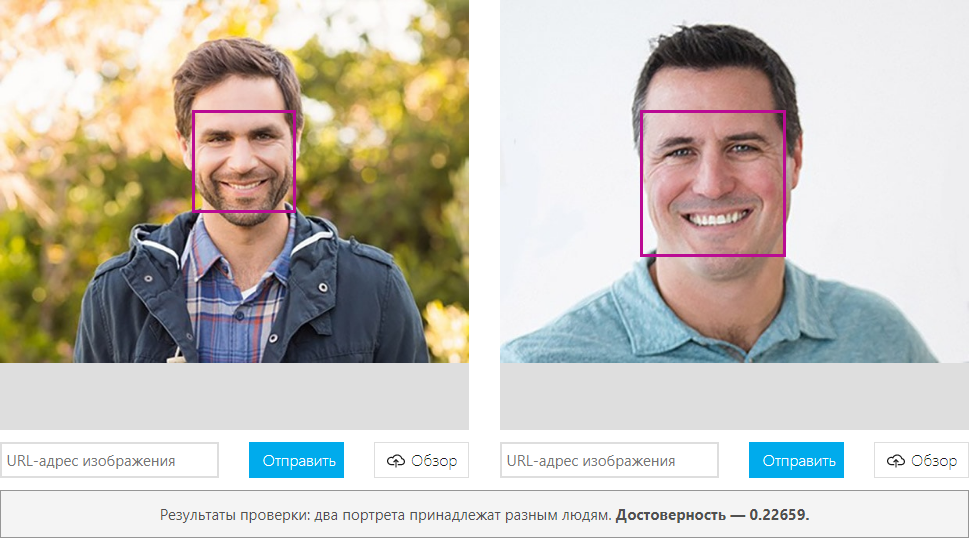 URL-адрес изображения Отправить Обзор URL-адрес изображения Отправить Обзор
Результаты проверки: два портрета принадлежат разным людям. Достоверность — 0.22659.